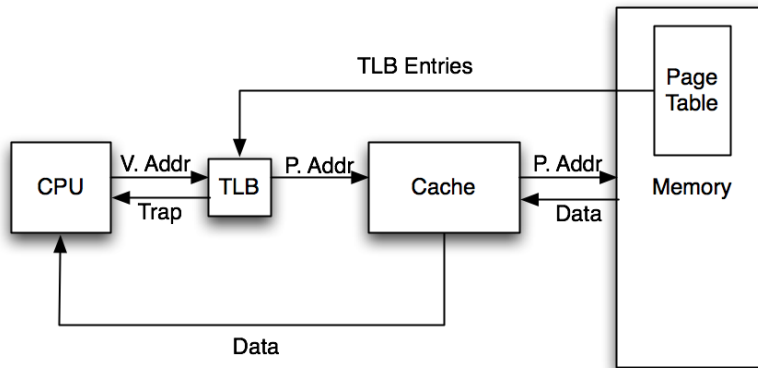 TLB Entries
Page
Table
CPU
V. Addr
Trap
TLB
P. Addr
Cache
P. Addr
Data
Memory
Data